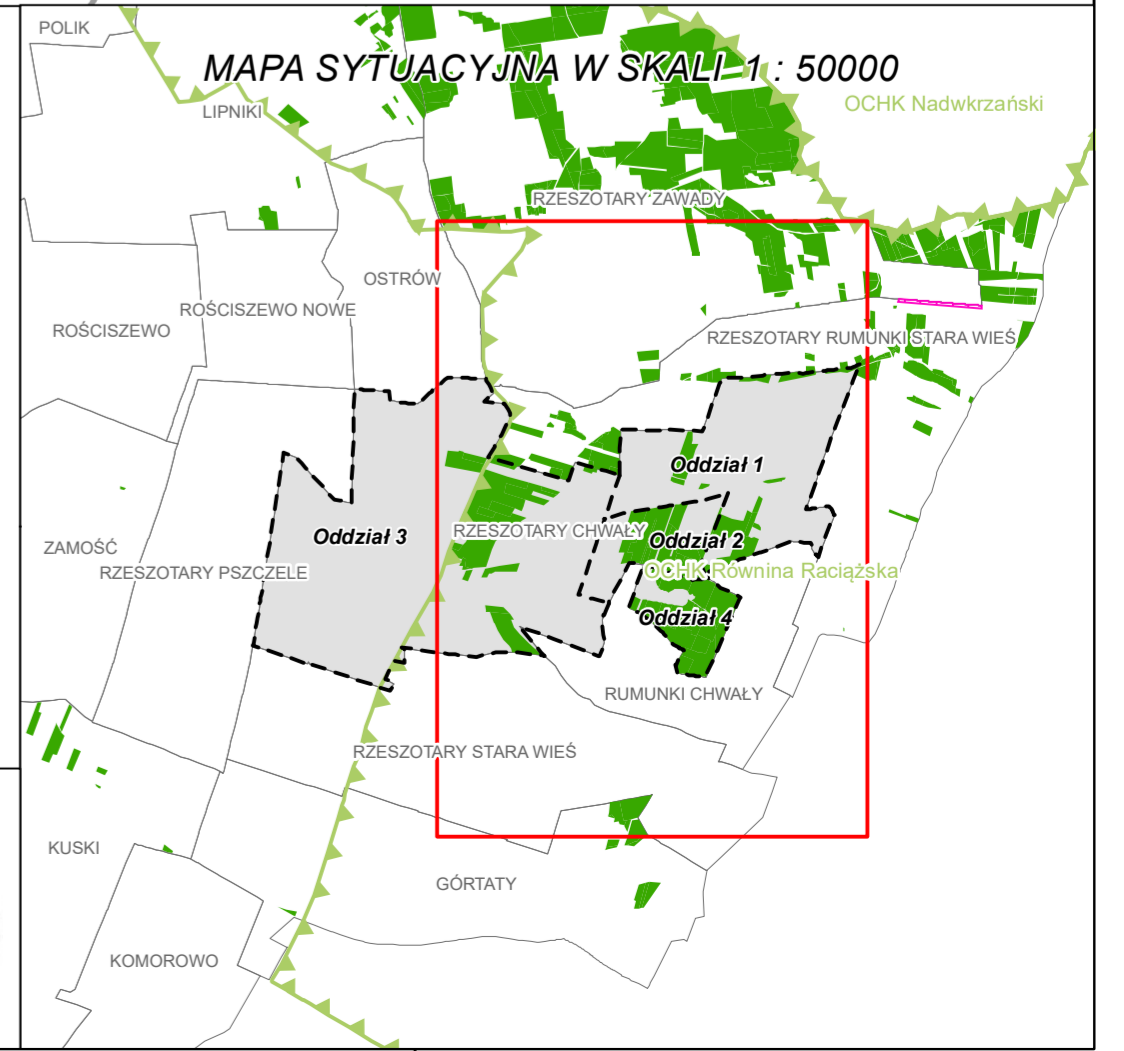 POLIK
MAPA SYTUACYJNA W SKALI 1 : 50000
OCHK Nadwkrzański
LIPNIKI
RZESZOTARY ZAWADY
OSTRÓW
ROŚCISZEWO NOWE
ROŚCISZEWO
RZESZOTARY RUMUNKI STARA WIEŚ
Oddział 1
Oddział 3
RZESZOTARY CHWAŁY
Oddział 2
ZAMOŚĆ
RZESZOTARY PSZCZELE
OCHK Równina Raciążska
Oddział 4
RUMUNKI CHWAŁY
RZESZOTARY STARA WIEŚ
KUSKI
GÓRTATY
KOMOROWO